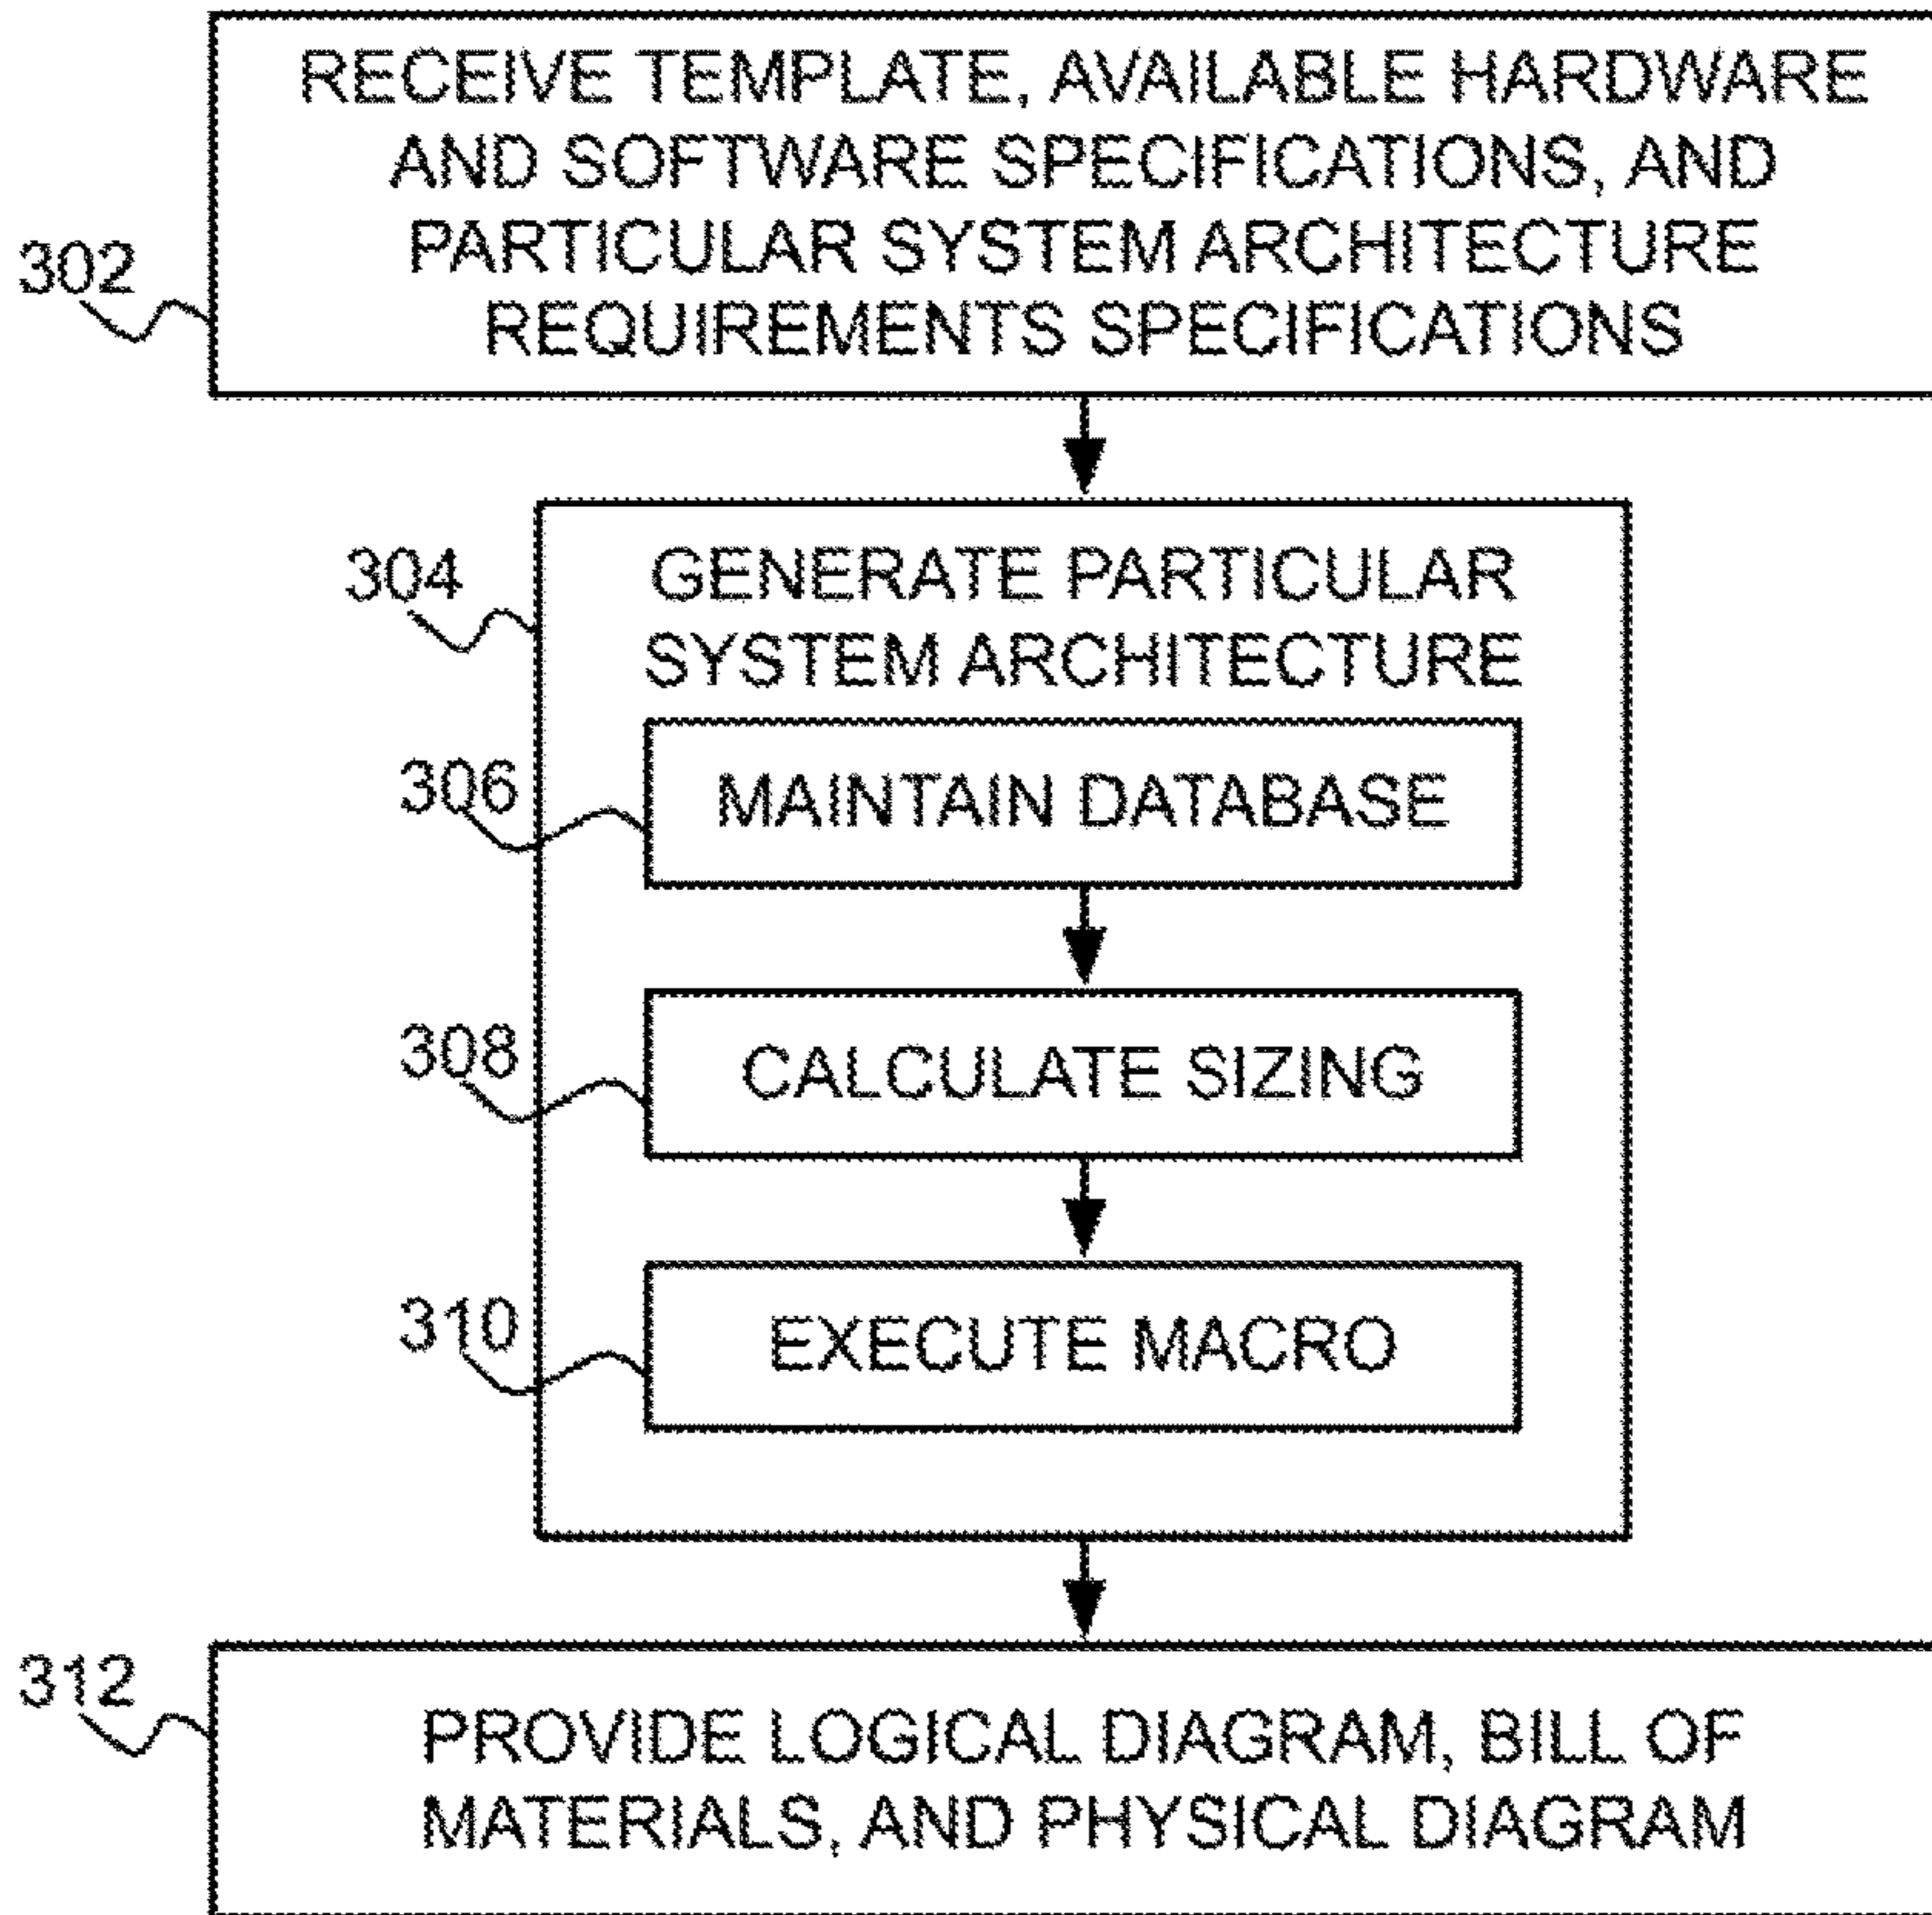 RECEIVE TEMPLATE, AVAILABLE HARDWARE
AND SOFTWARE SPECIFICATIONS, AND
PARTICULAR SYSTEM ARCHITECTURE
REQUIREMENTS SPECIFICATIONS
302
304
GENERATE PARTICULAR
SYSTEM ARCHITECTURE
306
MAINTAIN DATABASE
308
CALCULATE SIZING
310
EXECUTE MACRO
312
PROVIDE LOGICAL DIAGRAM, BILL OF
MATERIALS, AND PHYSICAL DIAGRAM